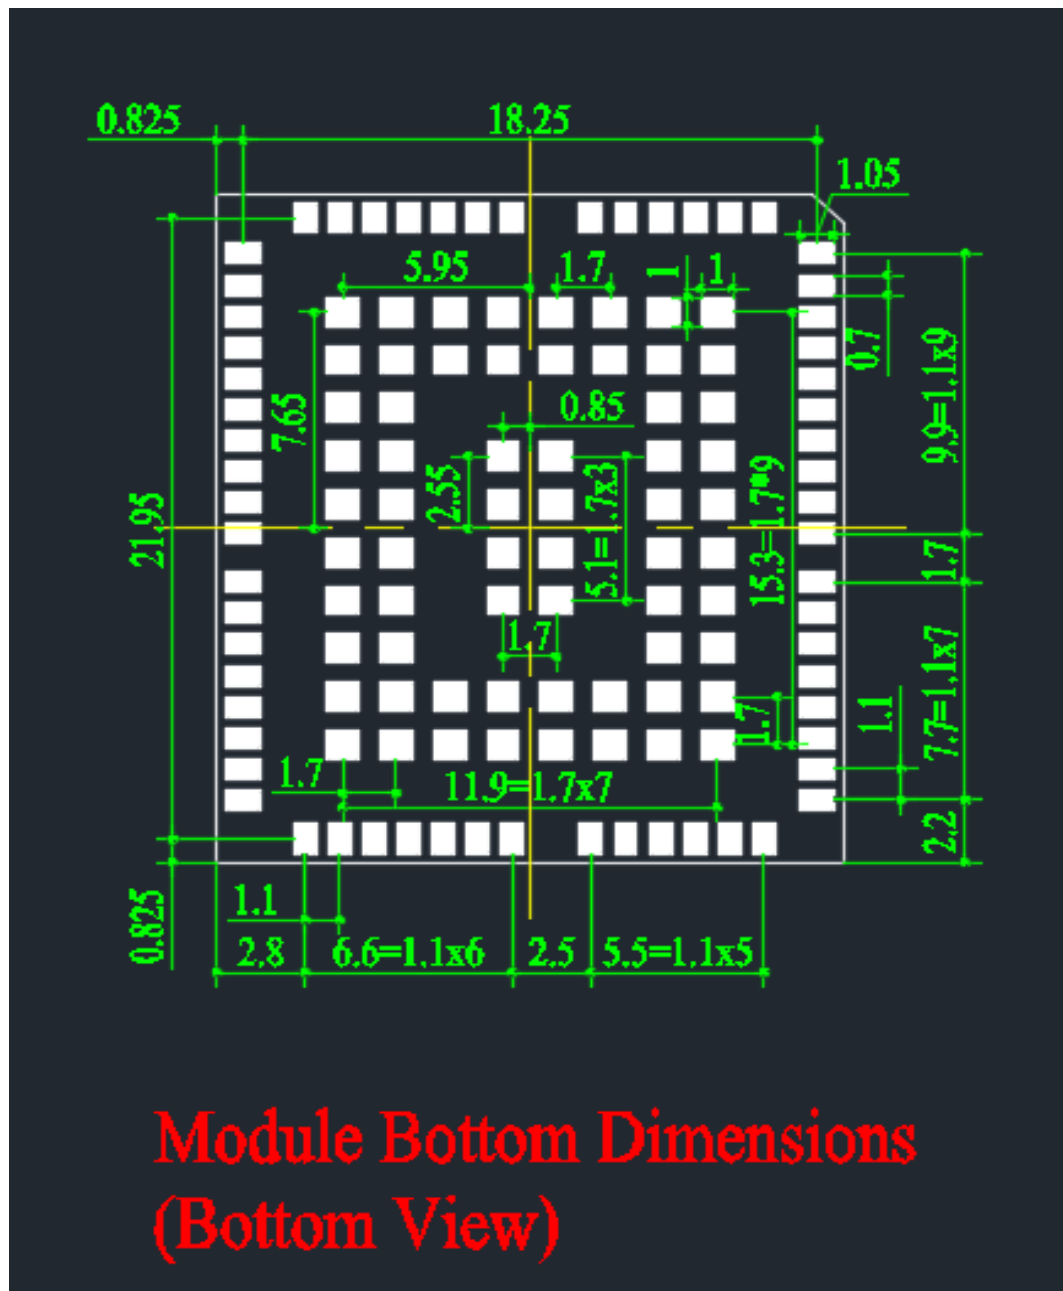 0.825
18.25
1.05
5.95
1.7
1
1
0.7
9.9=1.1x9
7.65
0.85
2.55
5.1=1.7x3
15.3=1.7*9
21.95
1.7
1.7
7.7=1.1x7
1.7
1.1
1.7
11.9=1.7x7
2.2
0.825
1.1
2.8
6.6=1.1x6
2.5
5.5=1.1x5
Module Bottom Dimensions
(Bottom View)